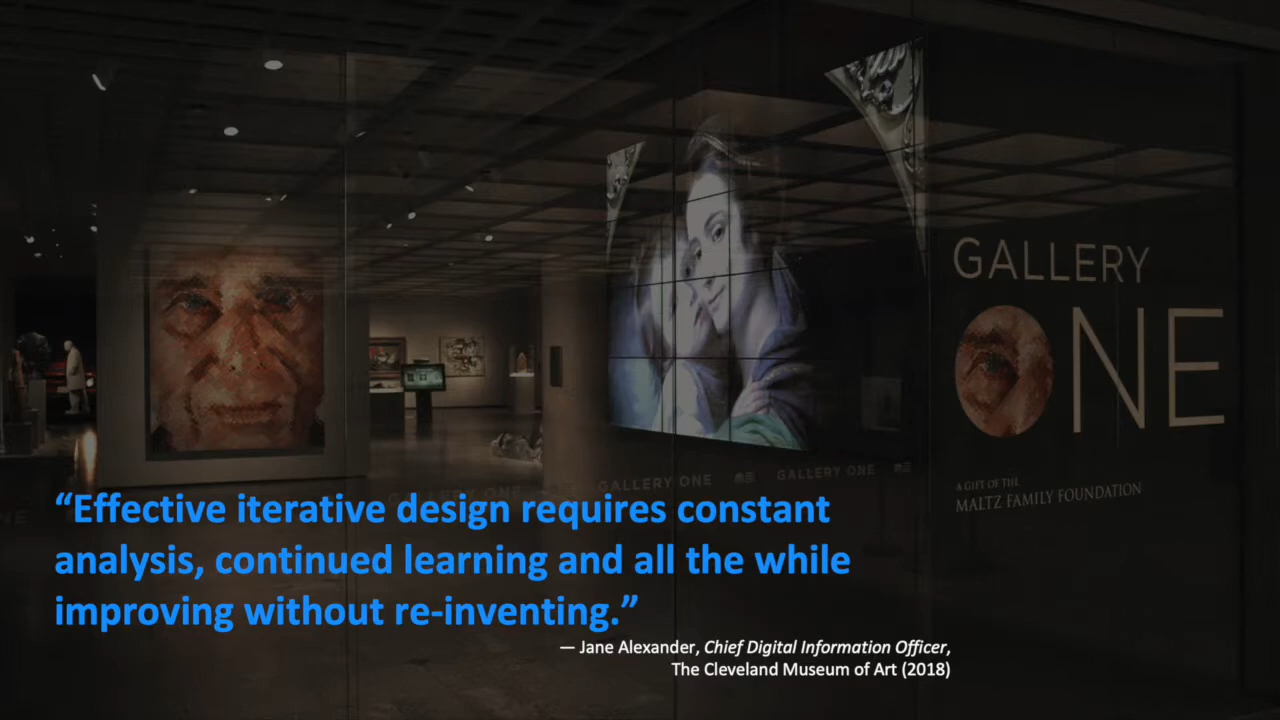 GALLERY
ONE
A GIFT OF THE
MALTZ FAMILY FOUNDATION
GALLERY ONE
GALLERY ONE
GALLERY ONE
“Effective iterative design requires constant
analysis, continued learning and all the while
improving without re-inventing.”
— Jane Alexander, Chief Digital Information Officer,
The Cleveland Museum of Art (2018)